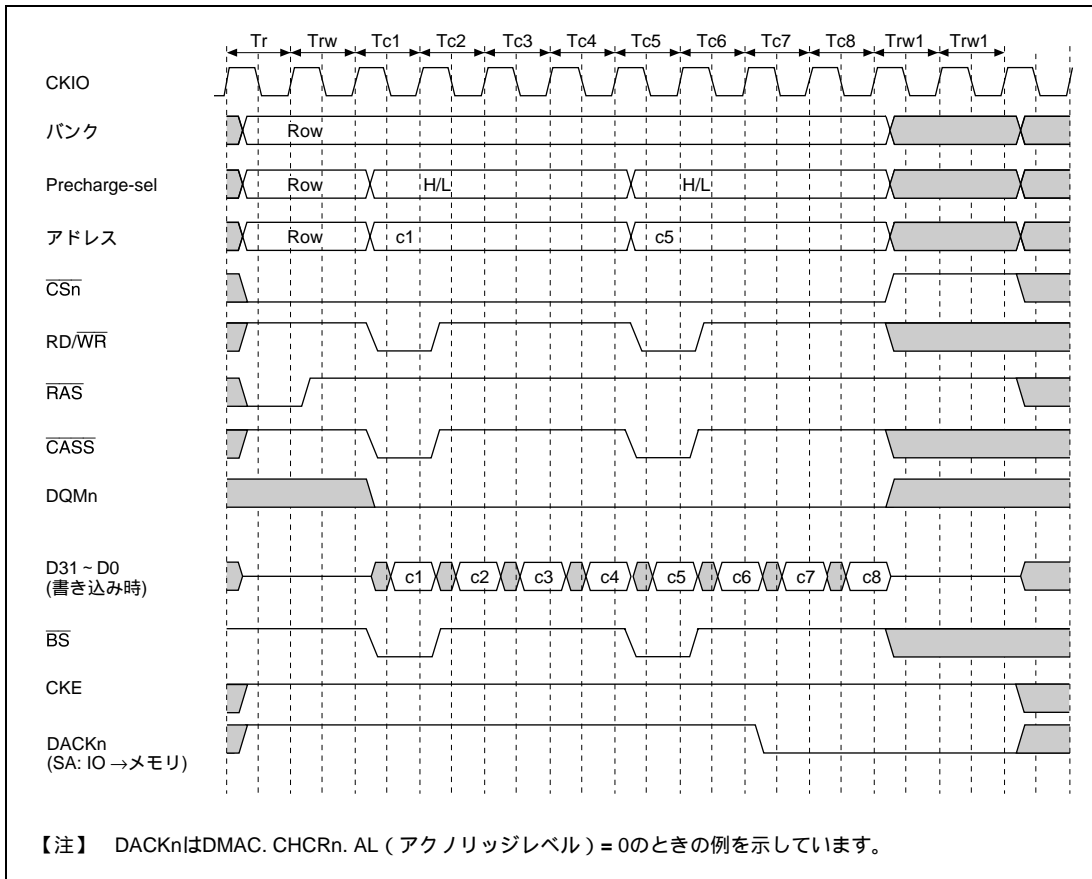 Tr Trw Tc1 Tc2 Tc3 Tc4 Tc5 Tc6 Tc7 Tc8 Trw1 Trw1
CKIO
バンク Row
Precharge-sel Row H/L H/L
アドレス Row c1 c5
CSn
RD/WR
RAS
CASS
DQMn
D31~D0
(書き込み時) c1 c2 c3 c4 c5 c6 c7 c8
BS
CKE
DACKn
(SA: IO→メモリ)
【注】 DACKnはDMAC. CHCRn. AL(アクノリッジレベル)= 0のときの例を示しています。